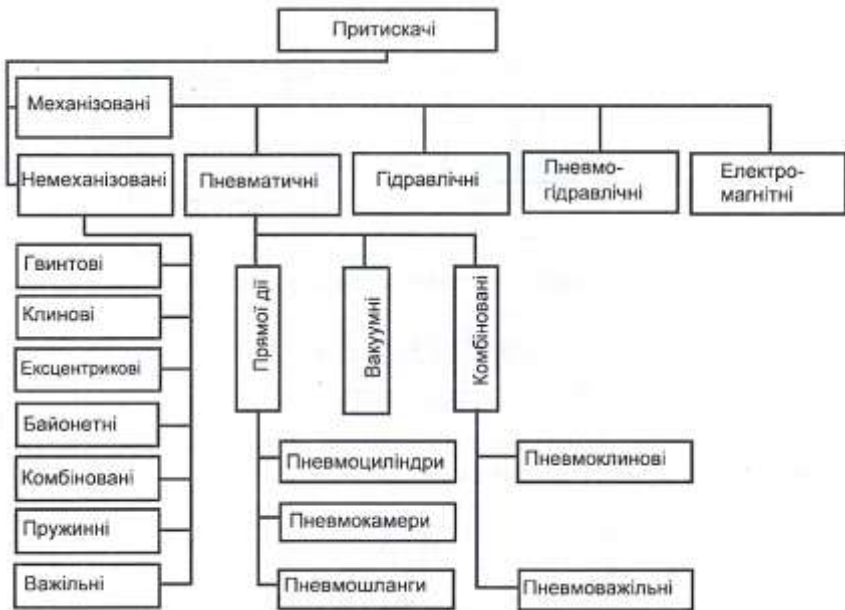 Притискачі
Механізовані
Немеханізовані
Пневматичні
Гідравлічні
Пневмо-
гідравлічні
Електро-
магнітні
Гвинтові
Клинові
Ексцентрикові
Байонетні
Комбіновані
Пружинні
Важільні
Прямої дії
Вакуумні
Комбіновані
Пневмоциліндри
Пневмокамери
Пневмошланги
Пневмоклинові
Пневмоважільні